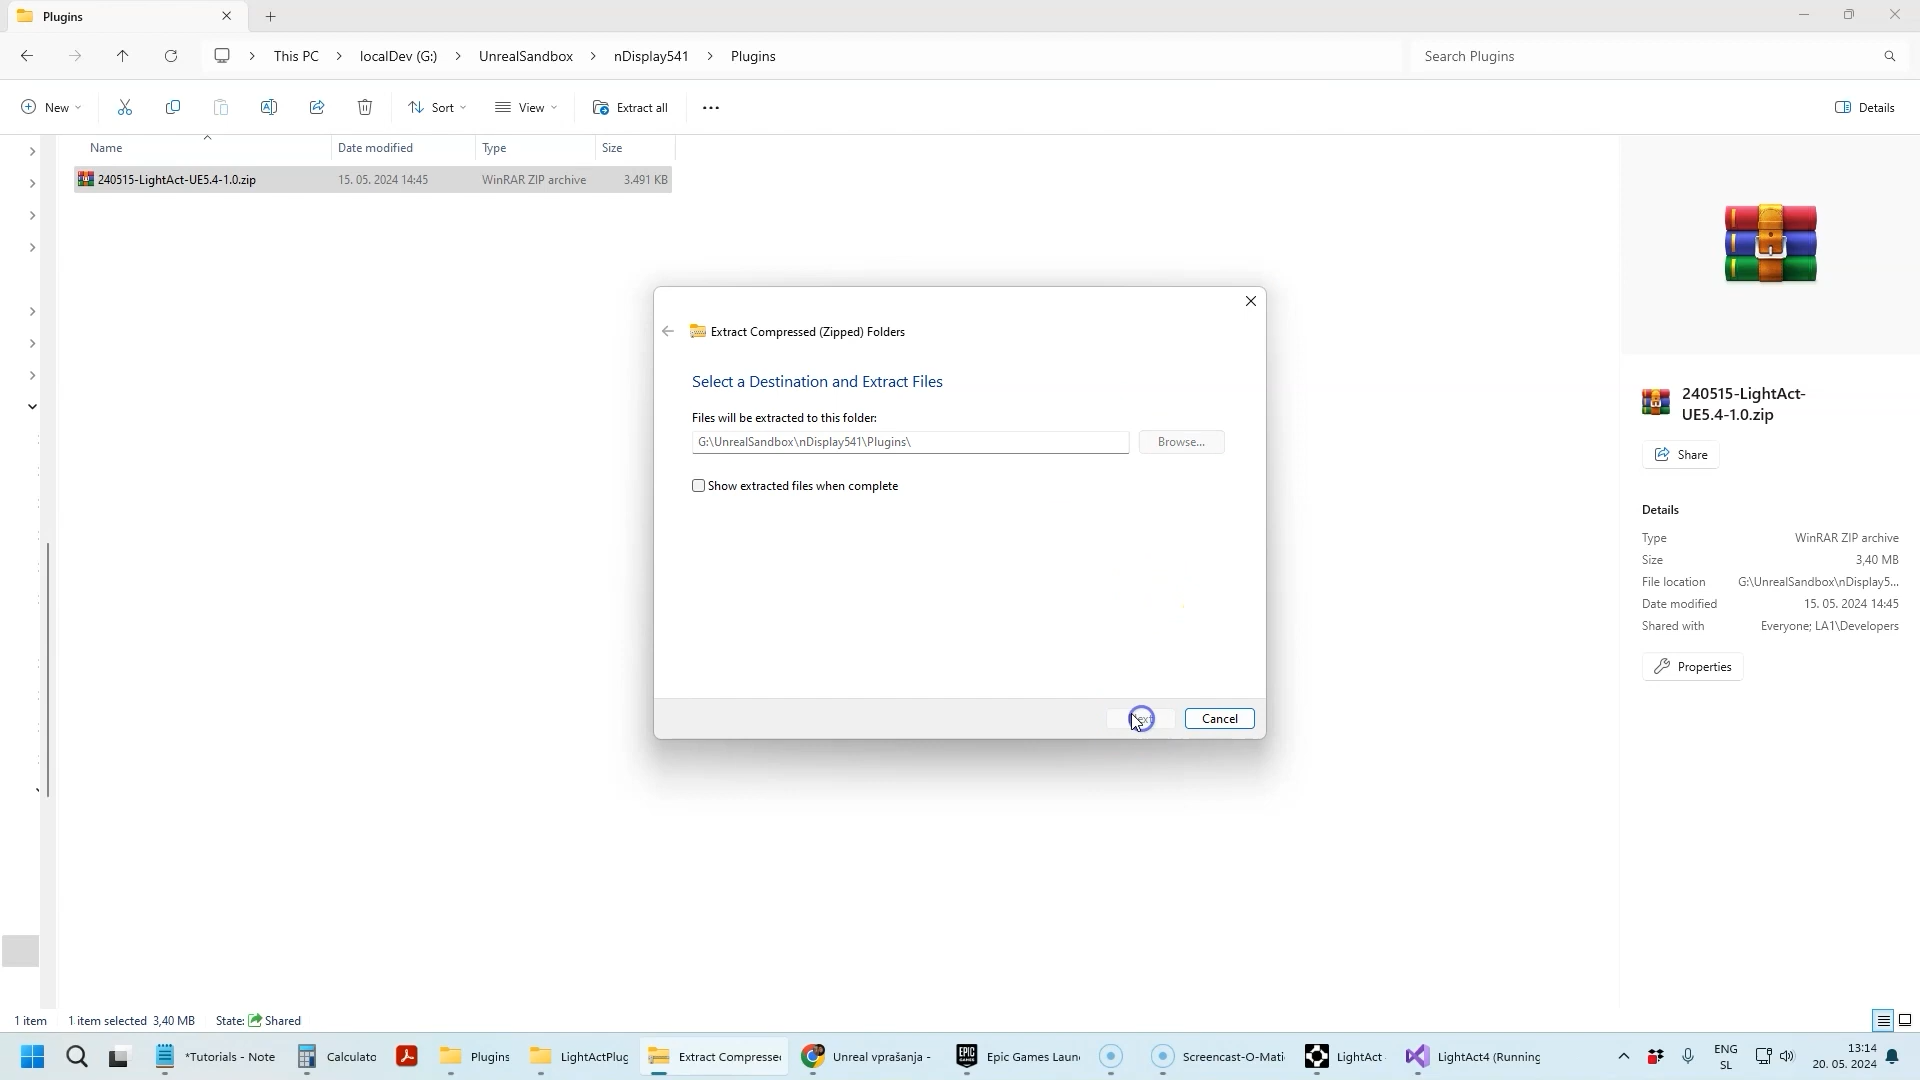 Plugins
This PC > localDev (G:) > UnrealSandbox > nDisplay541 > Plugins
Search Plugins
New
Sort
View
Extract all
Details
Name
Date modified
Type
Size
240515-LightAct-UE5.4-1.0.zip
15. 05. 2024 14:45
WinRAR ZIP archive
3.491 KB
Extract Compressed (Zipped) Folders
Select a Destination and Extract Files
Files will be extracted to this folder:
G:\UnrealSandbox\nDisplay541\Plugins\
Browse...
Show extracted files when complete
Cancel
240515-LightAct-
UE5.4-1.0.zip
Share
Details
Type WinRAR ZIP archive
Size 3,40 MB
File location G:\UnrealSandbox\nDisplay5...
Date modified 15. 05. 2024 14:45
Shared with Everyone; LA1\Developers
Properties
1 item 1 item selected 3,40 MB State: Shared
*Tutorials - Note
Calculato
Plugins
LightActPlug
Extract Compresse
Unreal vprašanja -
EPIC
Epic Games Laun
Screencast-O-Mati
LightAct
LightAct4 (Running
ENG
SL
13:14
20. 05. 2024